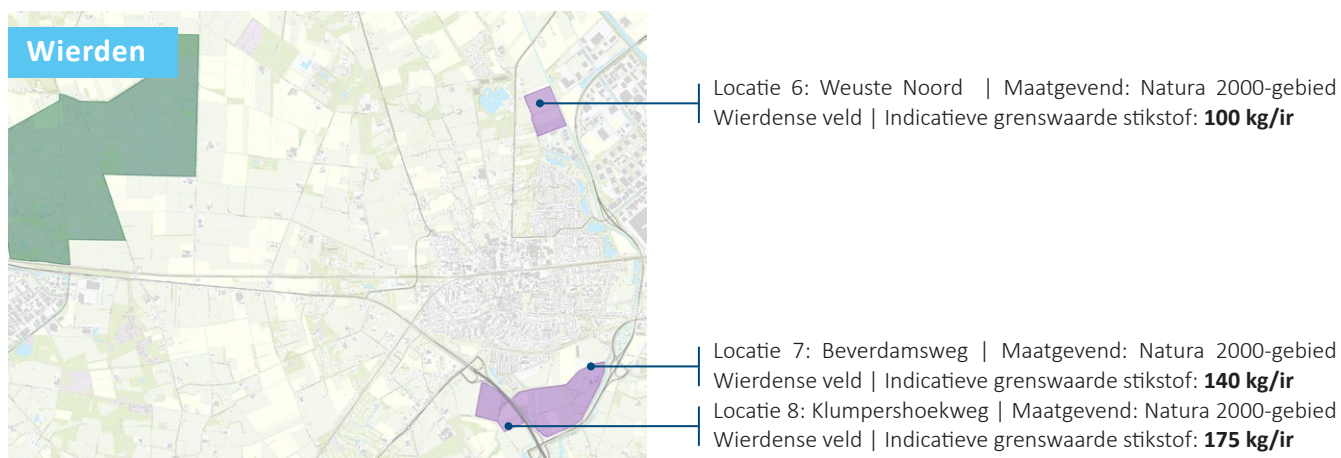 Wierden
Locatie 6: Weuste Noord | Maatgevend: Natura 2000-gebied
Wierdense veld | Indicatieve grenswaarde stikstof: 100 kg/ir
Locatie 7: Beverdamsweg | Maatgevend: Natura 2000-gebied
Wierdense veld | Indicatieve grenswaarde stikstof: 140 kg/ir
Locatie 8: Klumpershoekweg | Maatgevend: Natura 2000-gebied
Wierdense veld | Indicatieve grenswaarde stikstof: 175 kg/ir